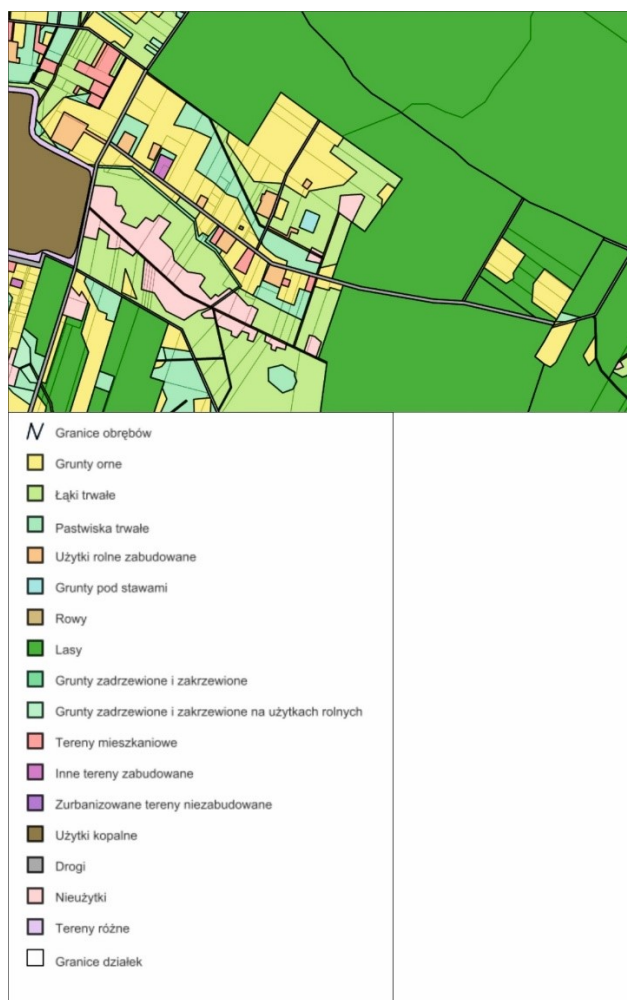 Granice obrębów
Grunty orne
Łąki trwałe
Pastwiska trwałe
Użytki rolne zabudowane
Grunty pod stawami
Rowy
Lasy
Grunty zadrzewione i zakrzewione
Grunty zadrzewione i zakrzewione na użytkach rolnych
Tereny mieszkaniowe
Inne tereny zabudowane
Zurbanizowane tereny niezabudowane
Użytki kopalne
Drogi
Nieużytki
Tereny różne
Granice działek